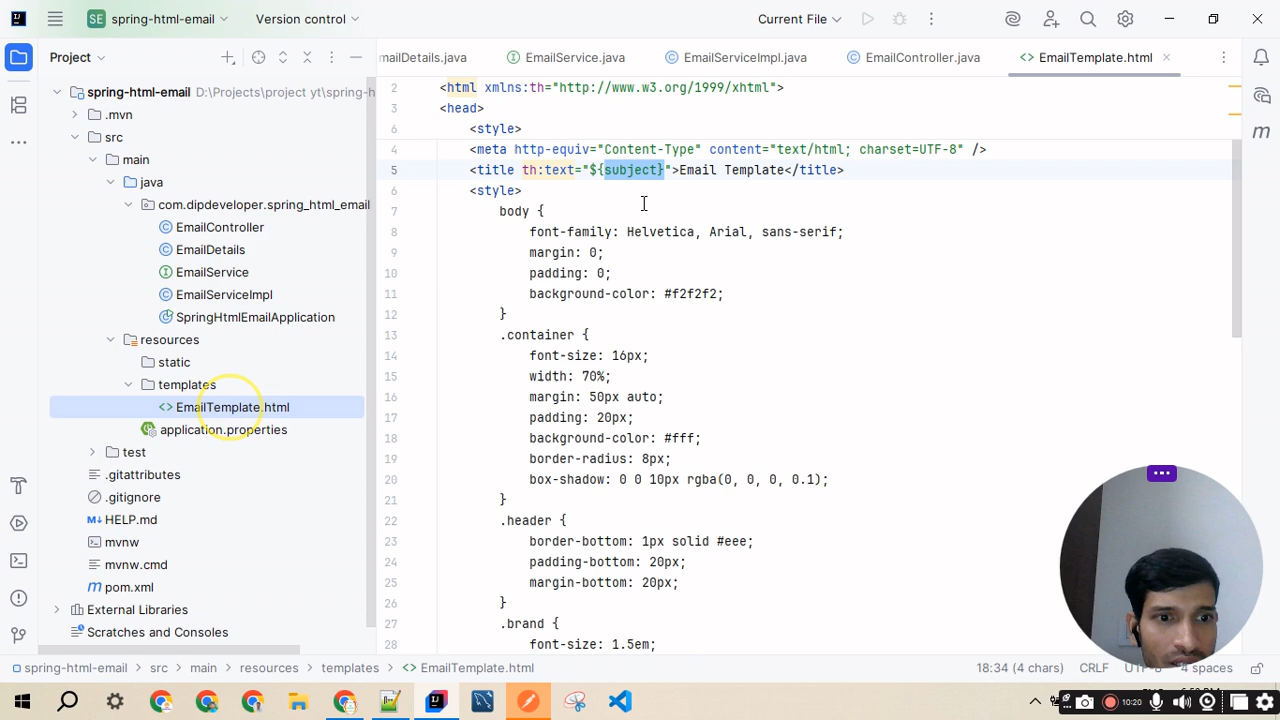 SE spring-html-email Version control Current File
Project
mailDetails.java EmailService.java EmailServiceImpl.java EmailController.java EmailTemplate.html
spring-html-email D:\Projects\project yt\spring-h
.mvn
src
main
java
com.dipdeveloper.spring_html_email
EmailController
EmailDetails
EmailService
EmailServiceImpl
SpringHtmlEmailApplication
resources
static
templates
EmailTemplate.html
application.properties
test
.gitattributes
.gitignore
HELP.md
mvnw
mvnw.cmd
pom.xml
External Libraries
Scratches and Consoles
2 <html xmlns:th="http://www.w3.org/1999/xhtml">
3 <head>
6 <style>
4 <meta http-equiv="Content-Type" content="text/html; charset=UTF-8" />
5 <title th:text="${subject}">Email Template</title>
6 <style>
7 body {
8 font-family: Helvetica, Arial, sans-serif;
9 margin: 0;
10 padding: 0;
11 background-color: #f2f2f2;
12 }
13 .container {
14 font-size: 16px;
15 width: 70%;
16 margin: 50px auto;
17 padding: 20px;
18 background-color: #fff;
19 border-radius: 8px;
20 box-shadow: 0 0 10px rgba(0, 0, 0, 0.1);
21 }
22 .header {
23 border-bottom: 1px solid #eee;
24 padding-bottom: 20px;
25 margin-bottom: 20px;
26 }
27 .brand {
28 font-size: 1.5em;
spring-html-email > src > main > resources > templates > EmailTemplate.html 18:34 (4 chars) CRLF UTF-8 4 spaces
10:20